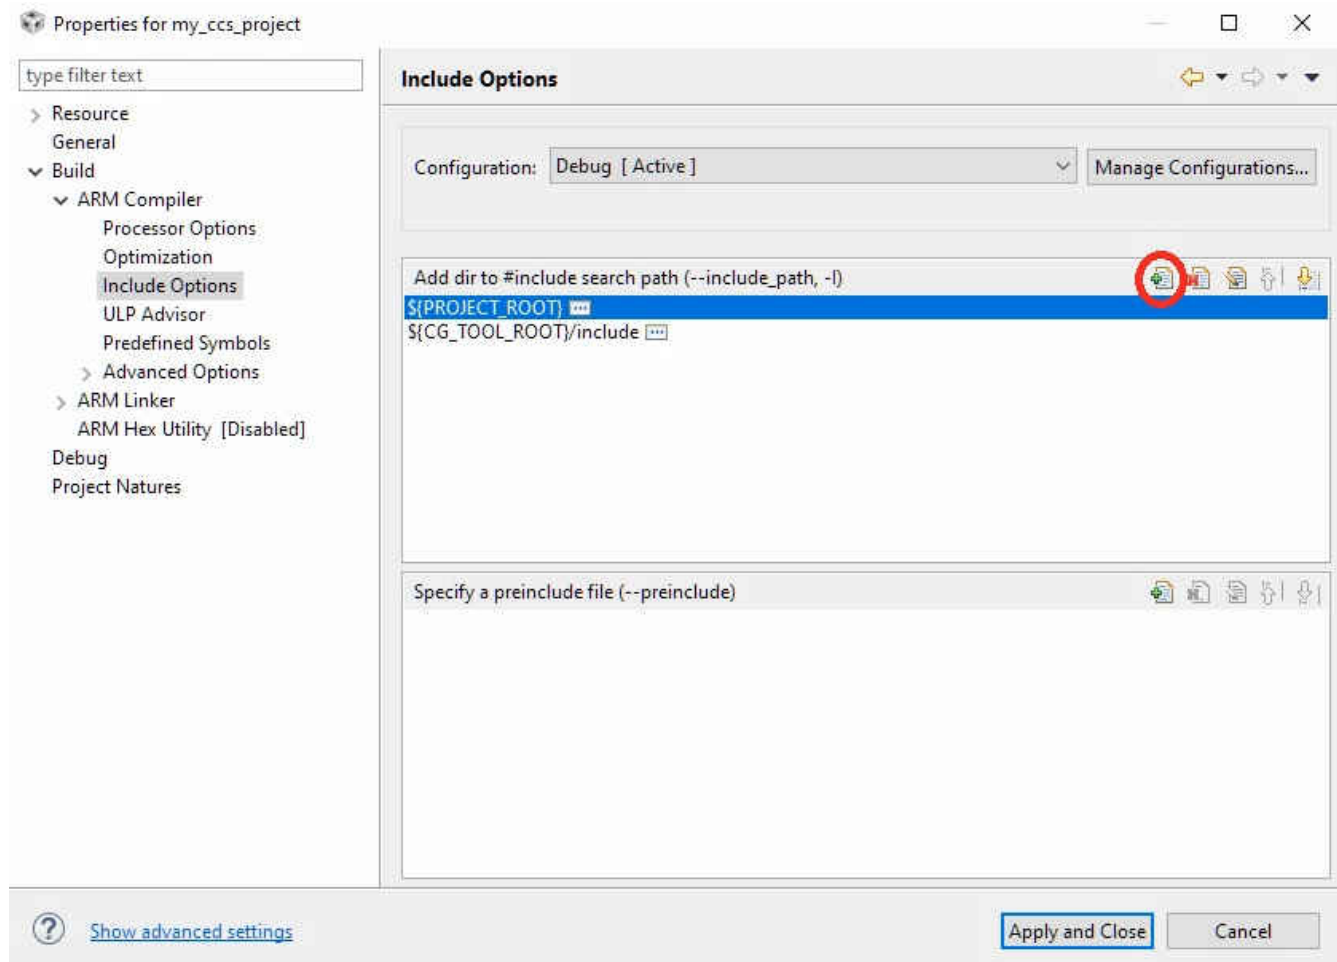 Properties for my_ccs_project
type filter text
Resource
General
Build
ARM Compiler
Processor Options
Optimization
Include Options
ULP Advisor
Predefined Symbols
Advanced Options
ARM Linker
ARM Hex Utility [Disabled]
Debug
Project Natures
Include Options
Configuration: Debug [ Active ] Manage Configurations...
Add dir to #include search path (--include_path, -I)
${PROJECT_ROOT}
${CG_TOOL_ROOT}/include
Specify a preinclude file (--preinclude)
? Show advanced settings Apply and Close Cancel